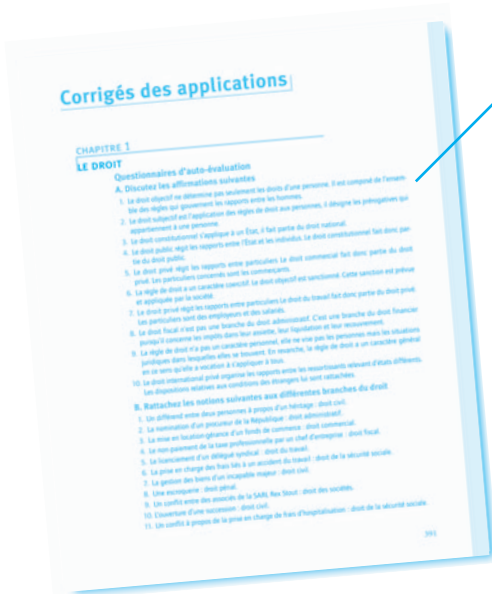 Corrigés des applications
CHAPITRE 1
LE DROIT
Questionnaires d'auto-évaluation
A. Discutez les affirmations suivantes
1. Le droit objectif ne détermine pas seulement les droits d'une personne. Il est composé de l'ensem-
ble des règles qui gouvernent les rapports entre les hommes.
2. Le droit subjectif est l'application des règles de droit aux personnes, il désigne les prérogatives qui
appartiennent à une personne.
3. Le droit constitutionnel s'applique à un État, il fait partie du droit national.
4. Le droit public régit les rapports entre l'État et les individus. Le droit constitutionnel fait donc par-
tie du droit public.
5. Le droit privé régit les rapports entre particuliers Le droit commercial fait donc partie du droit
privé. Les particuliers concernés sont les commerçants.
6. La règle de droit a un caractère coercitif. Le droit objectif est sanctionné. Cette sanction est prévue
et appliquée par la société.
7. Le droit privé régit les rapports entre particuliers Le droit du travail fait donc partie du droit privé
Les particuliers sont des employeurs et des salariés.
8. Le droit fiscal n'est pas une branche du droit administratif. C'est une branche du droit financier
puisqu'il concerne les impôts dans leur assiette, leur liquidation et leur recouvrement.
9. La règle de droit n'a pas un caractère personnel, elle ne vise pas les personnes mais les situations
juridiques dans lesquelles elles se trouvent. En revanche, la règle de droit a un caractère général
en ce sens qu'elle a vocation à s'appliquer à tous.
10. Le droit international privé organise les rapports entre les ressortissants relevant d'états différents.
Les dispositions relatives aux conditions des étrangers lui sont rattachées.
B. Rattachez les notions suivantes aux différentes branches du droit
1. Un différend entre deux personnes à propos d'un héritage : droit civil.
2. La nomination d'un procureur de la République : droit administratif.
3. La mise en location-gérance d'un fonds de commerce : droit commercial.
4. Le non-paiement de la taxe professionnelle par un chef d'entreprise : droit fiscal.
5. Le licenciement d'un délégué syndical : droit du travail.
6. La prise en charge des frais liés à un accident du travail : droit de la sécurité sociale.
7. La gestion des biens d'un incapable majeur : droit civil.
8. Une escroquerie : droit pénal.
9. Un conflit entre des associés de la SARL Rex Stout : droit des sociétés.
10. L'ouverture d'une succession : droit civil.
11. Un conflit à propos de la prise en charge de frais d'hospitalisation : droit de la sécurité sociale.
391